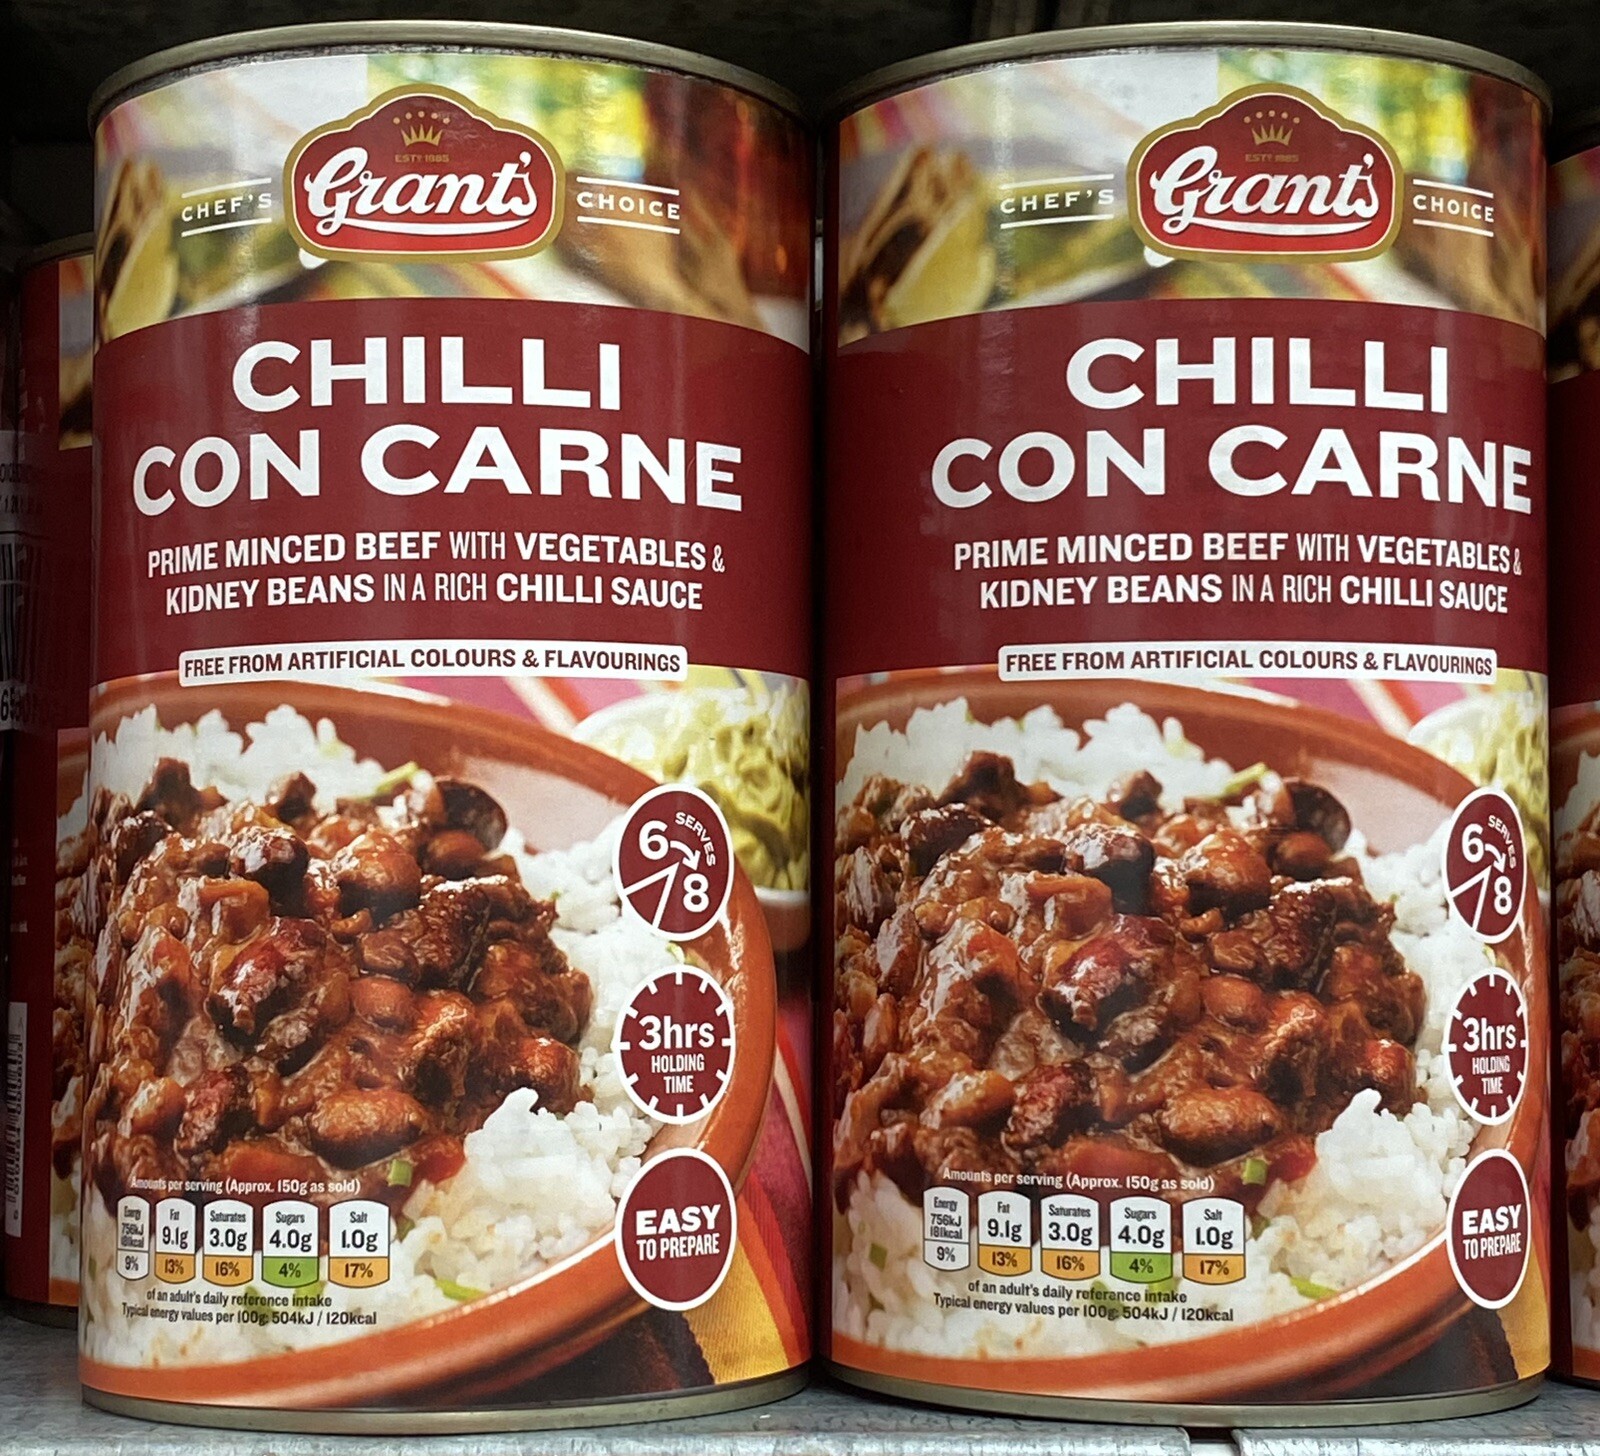 EST? 1985
CHEF'S Grant's CHOICE
CHILLI
CON CARNE
PRIME MINCED BEEF WITH VEGETABLES &
KIDNEY BEANS IN A RICH CHILLI SAUCE
FREE FROM ARTIFICIAL COLOURS & FLAVOURINGS
6 8 SERVES
3hrs
HOLDING
TIME
EASY
TO PREPARE
Amounts per serving (Approx. 150g as sold)
Energy Fat Saturates Sugars Salt
756kJ
181kcal 9.1g 3.0g 4.0g 1.0g
9% 13% 16% 4% 17%
of an adult's daily reference intake
Typical energy values per 100g: 504kJ / 120kcal
EST? 1985
CHEF'S Grant's CHOICE
CHILLI
CON CARNE
PRIME MINCED BEEF WITH VEGETABLES &
KIDNEY BEANS IN A RICH CHILLI SAUCE
FREE FROM ARTIFICIAL COLOURS & FLAVOURINGS
6 8 SERVES
3hrs
HOLDING
TIME
EASY
TO PREPARE
Amounts per serving (Approx. 150g as sold)
Energy Fat Saturates Sugars Salt
756kJ
181kcal 9.1g 3.0g 4.0g 1.0g
9% 13% 16% 4% 17%
of an adult's daily reference intake
Typical energy values per 100g: 504kJ / 120kcal